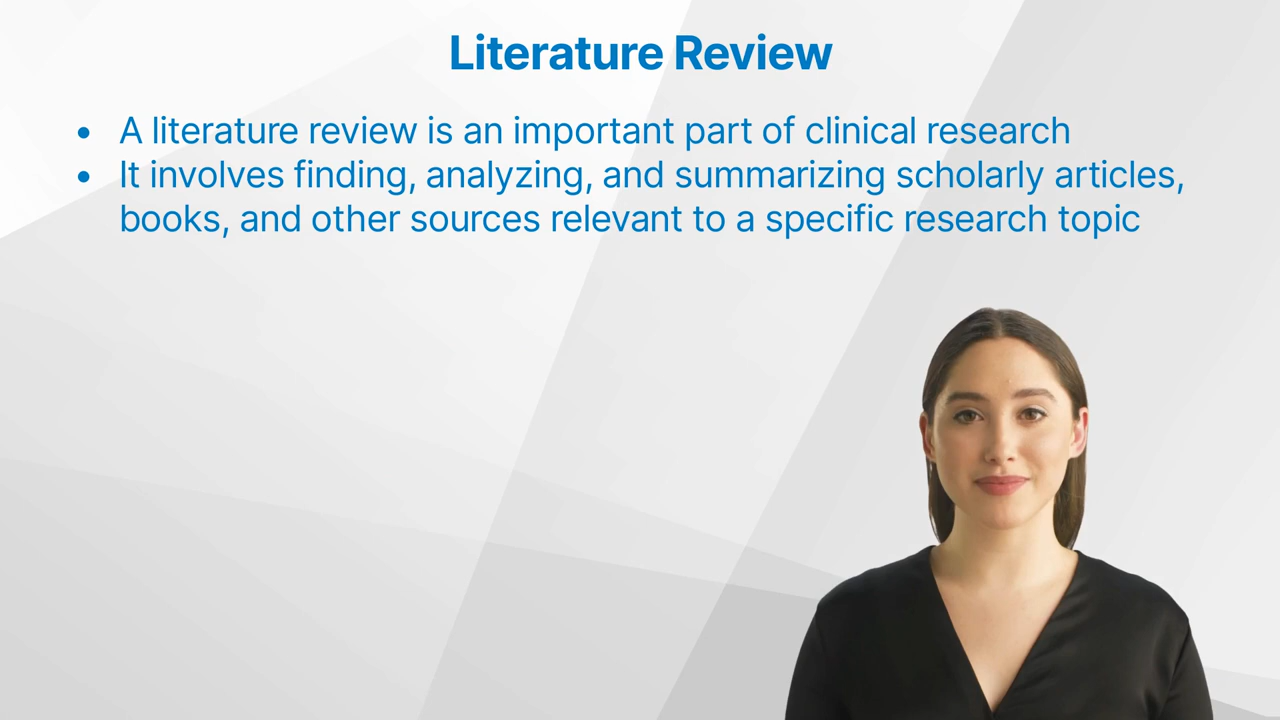 Literature Review
• A literature review is an important part of clinical research
• It involves finding, analyzing, and summarizing scholarly articles,
books, and other sources relevant to a specific research topic